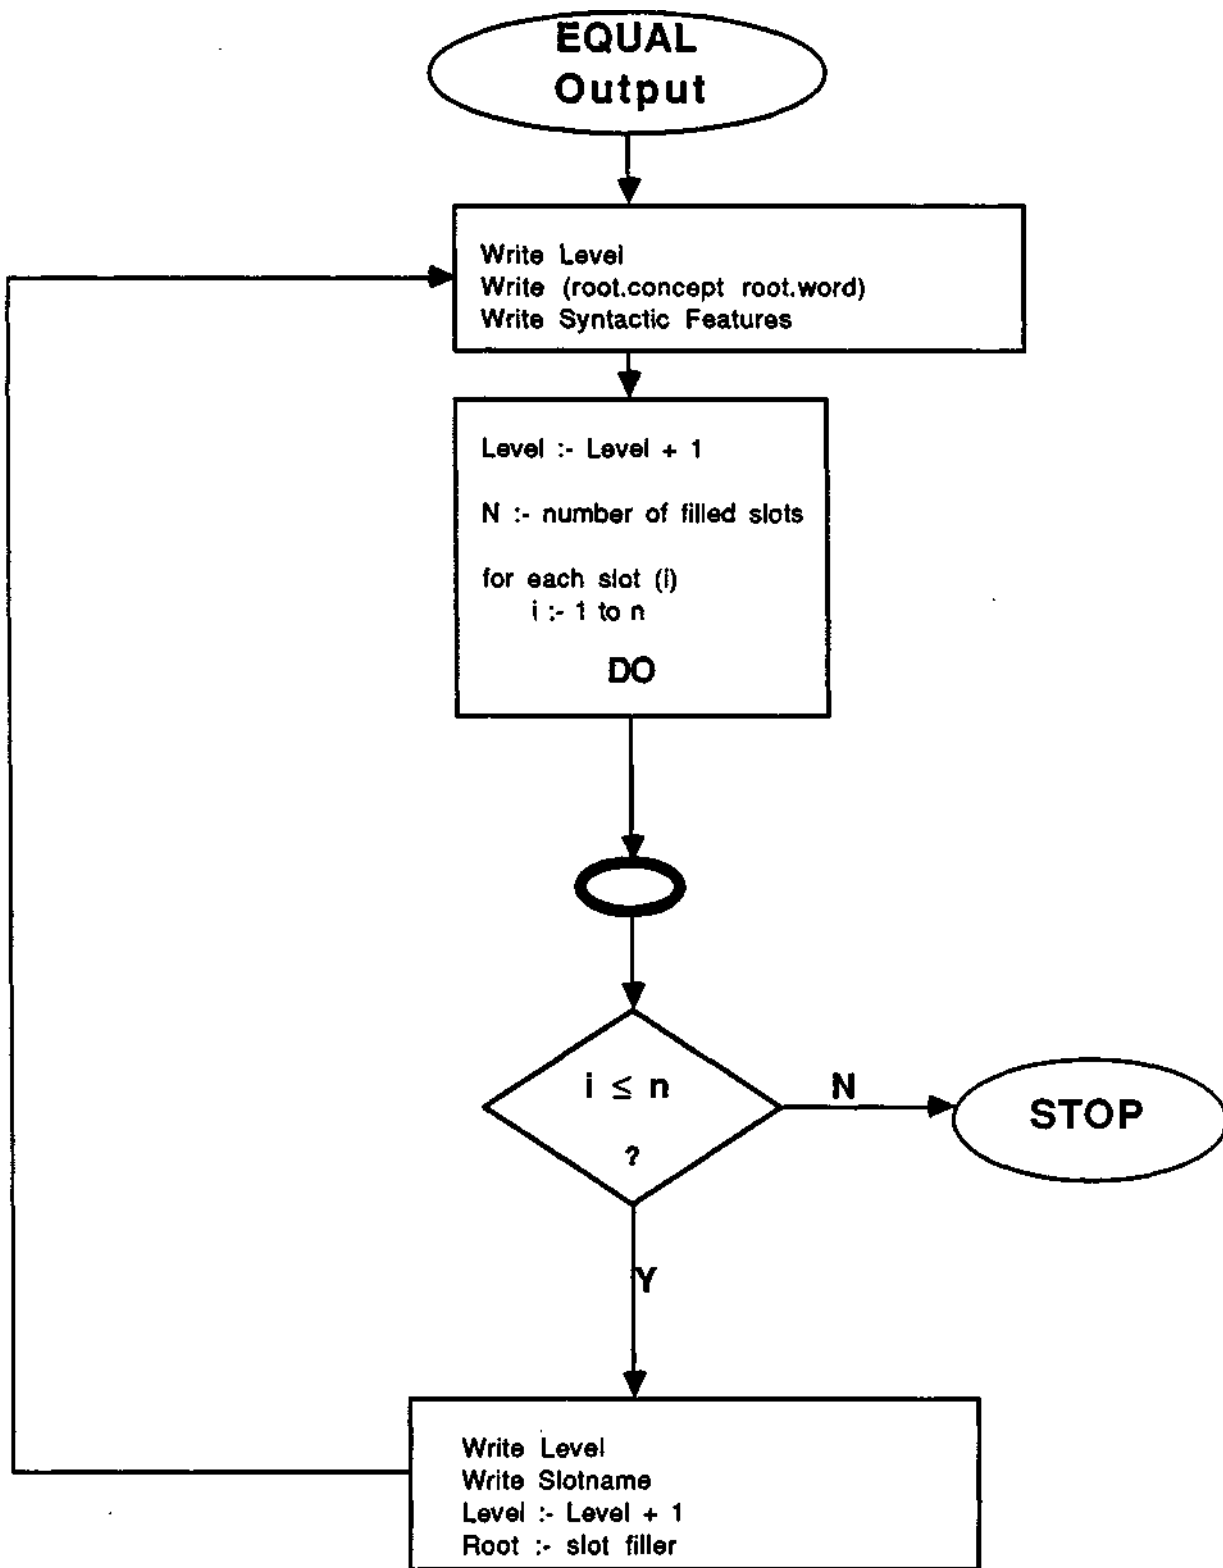 EQUAL
Output
Write Level
Write (root.concept root.word)
Write Syntactic Features
Level :- Level + 1
N :- number of filled slots
for each slot (i)
i :- 1 to n
DO
i ≤ n
?
N
STOP
Y
Write Level
Write Slotname
Level :- Level + 1
Root :- slot filler